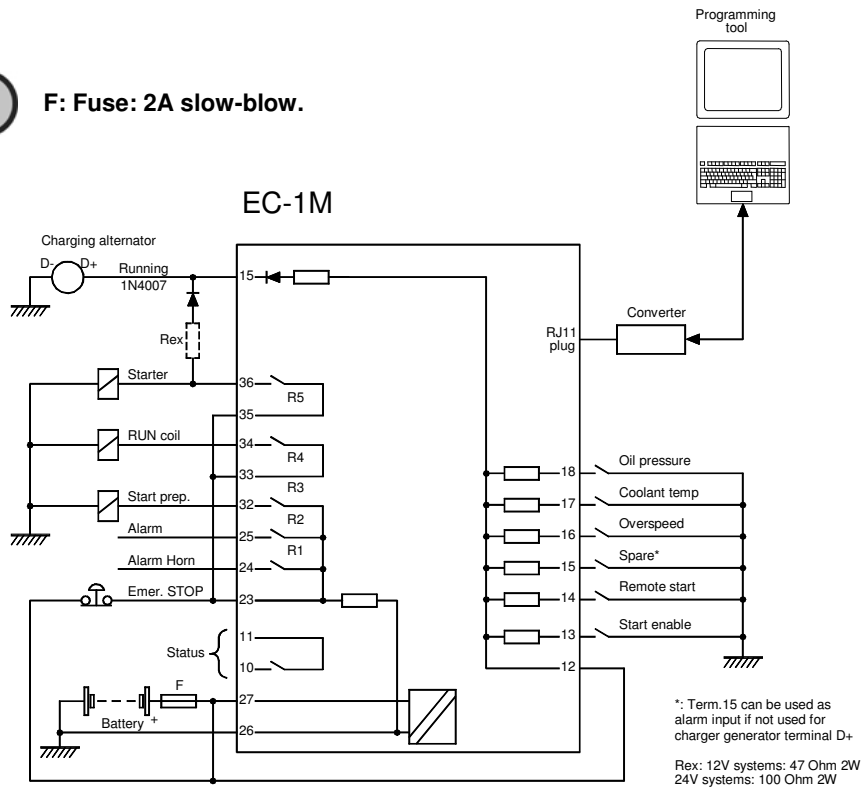 Programming
tool
F: Fuse: 2A slow-blow.
EC-1M
Charging alternator
D-
D+
Running
1N4007
15
Rex
RJ11
plug
Converter
Starter
36
R5
35
RUN coil
34
R4
33
R3
Start prep.
32
R2
Alarm
25
R1
Alarm Horn
24
Emer. STOP
23
18
Oil pressure
17
Coolant temp
16
Overspeed
15
Spare*
14
Remote start
13
Start enable
12
Status
11
10
F
27
Battery
+
26
*: Term.15 can be used as
alarm input if not used for
charger generator terminal D+
Rex: 12V systems: 47 Ohm 2W
24V systems: 100 Ohm 2W